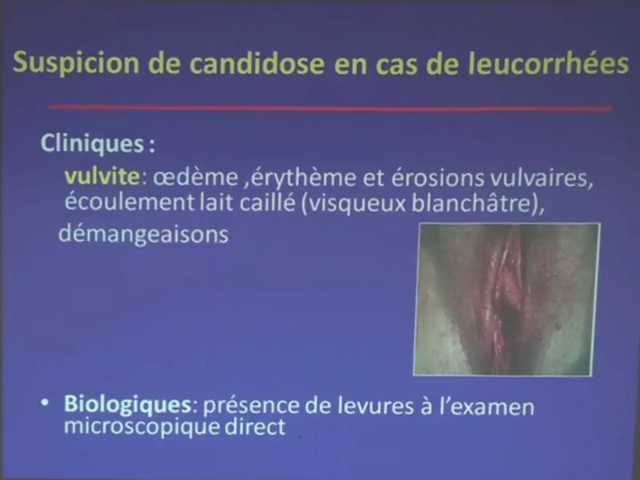 Suspicion de candidose en cas de leucorrhées
Cliniques :
vulvite: œdème ,érythème et érosions vulvaires,
écoulement lait caillé (visqueux blanchâtre),
démangeaisons
• Biologiques: présence de levures à l'examen
microscopique direct